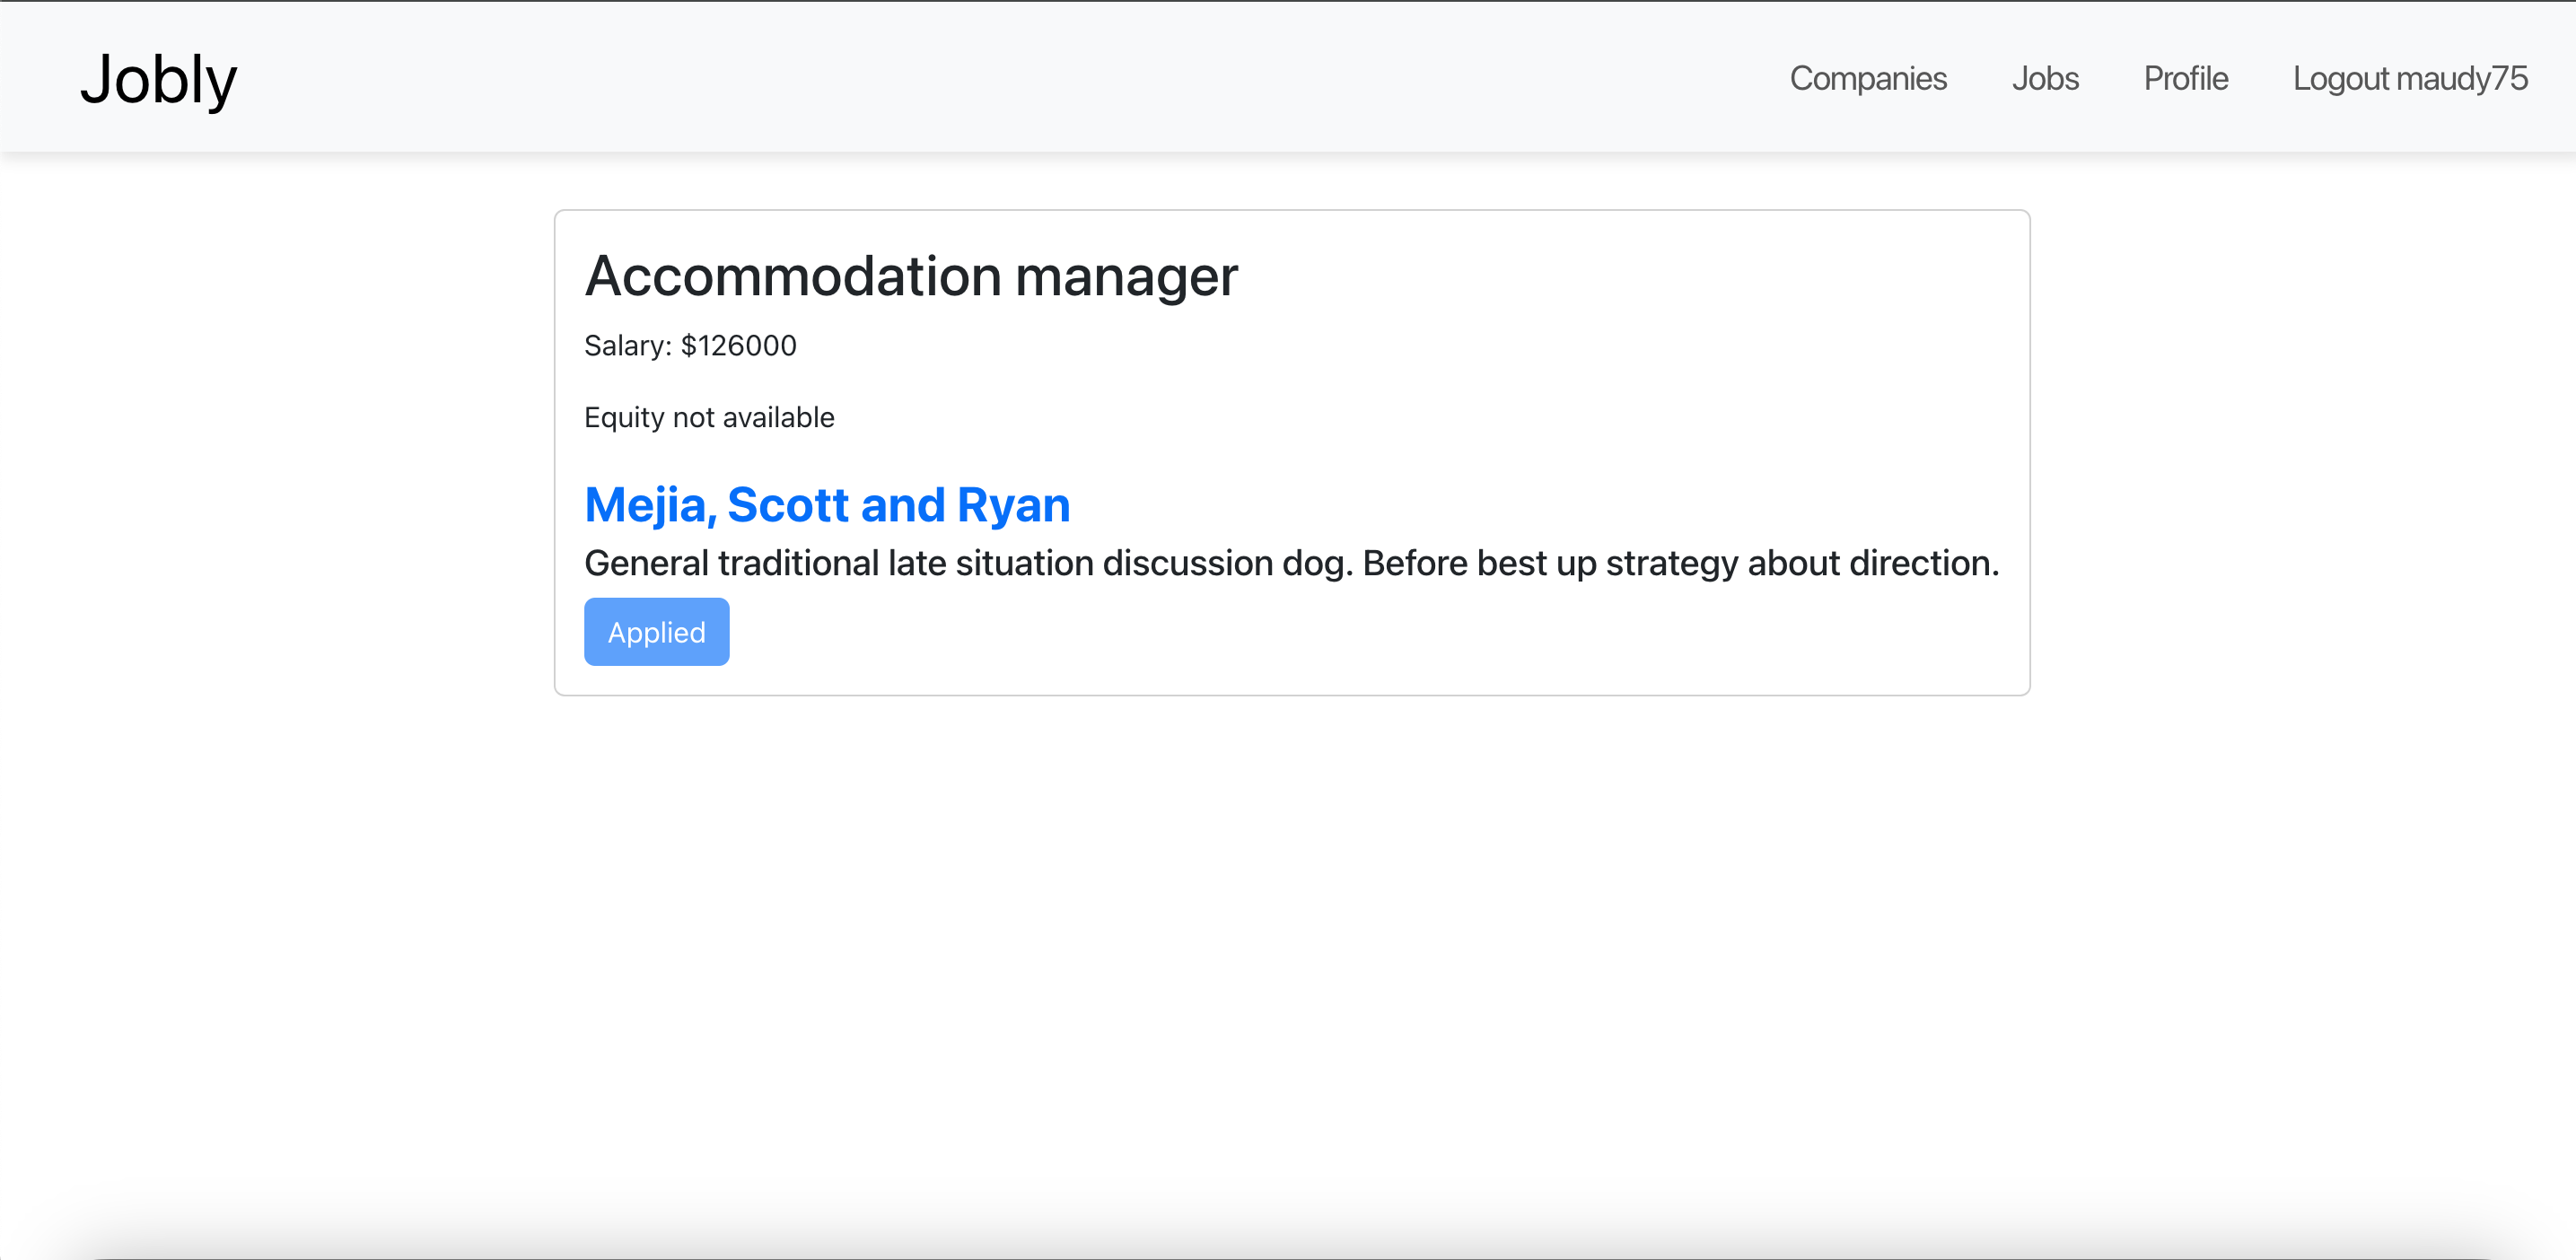 Jobly
Companies Jobs Profile Logout maudy75
Accommodation manager
Salary: $126000
Equity not available
Mejia, Scott and Ryan
General traditional late situation discussion dog. Before best up strategy about direction.
Applied